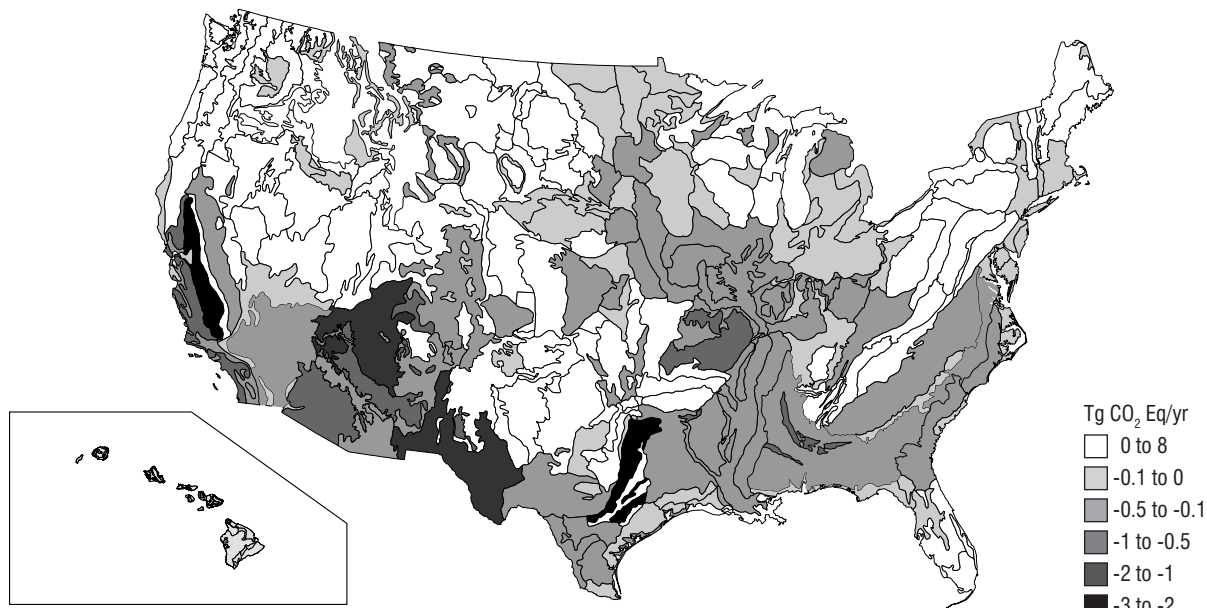 Tg CO₂ Eq/yr
0 to 8
-0.1 to 0
-0.5 to -0.1
-1 to -0.5
-2 to -1
-3 to -2